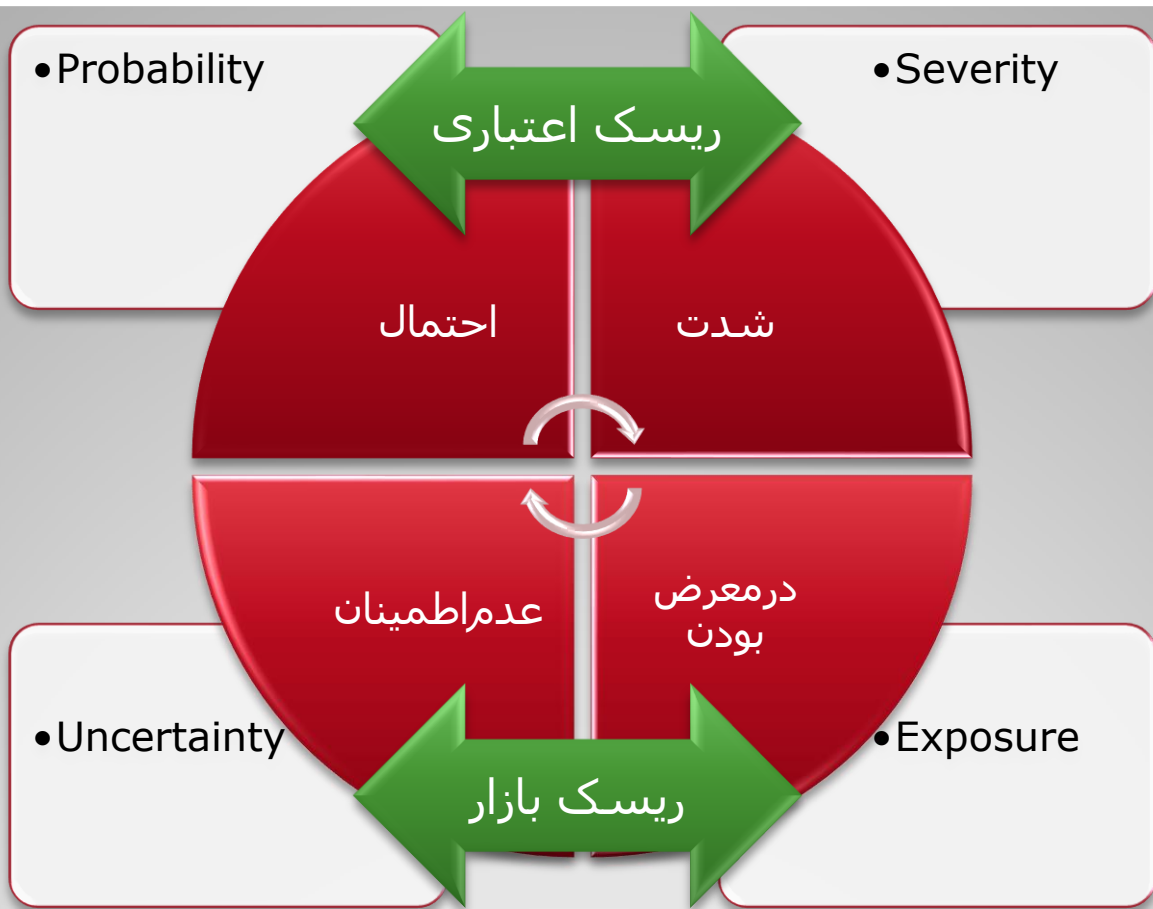 •Probability
•Severity
ریسک اعتباری
احتمال
شدت
عدم‌اطمینان
درمعرض
بودن
•Uncertainty
•Exposure
ریسک بازار